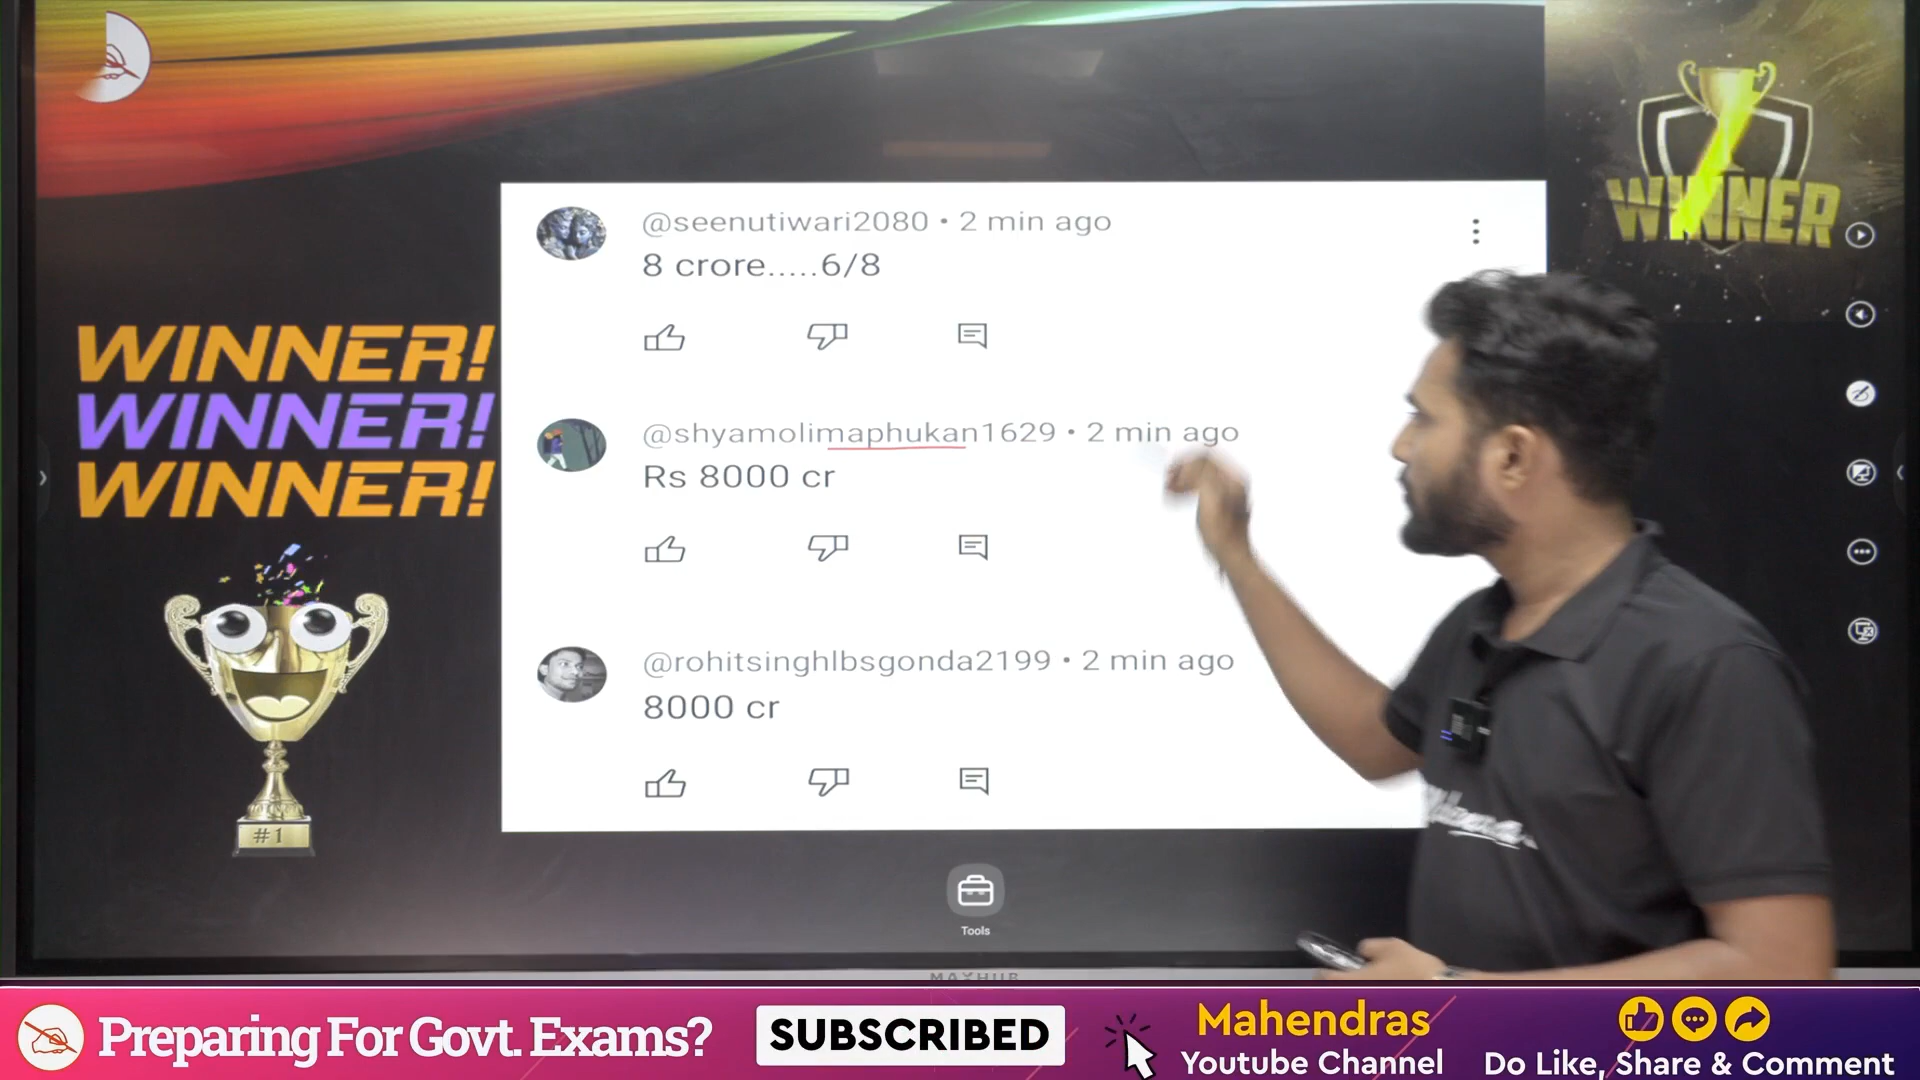 WINNER
@seenutiwari2080 • 2 min ago
8 crore.....6/8
WINNER!
WINNER!
WINNER!
@shyamolimaphukan1629 • 2 min ago
Rs 8000 cr
@rohitsinghlbsgonda2199 • 2 min ago
8000 cr
#1
Tools
MAXHUB
Preparing For Govt. Exams?
SUBSCRIBED
Mahendras
Youtube Channel
Do Like, Share & Comment